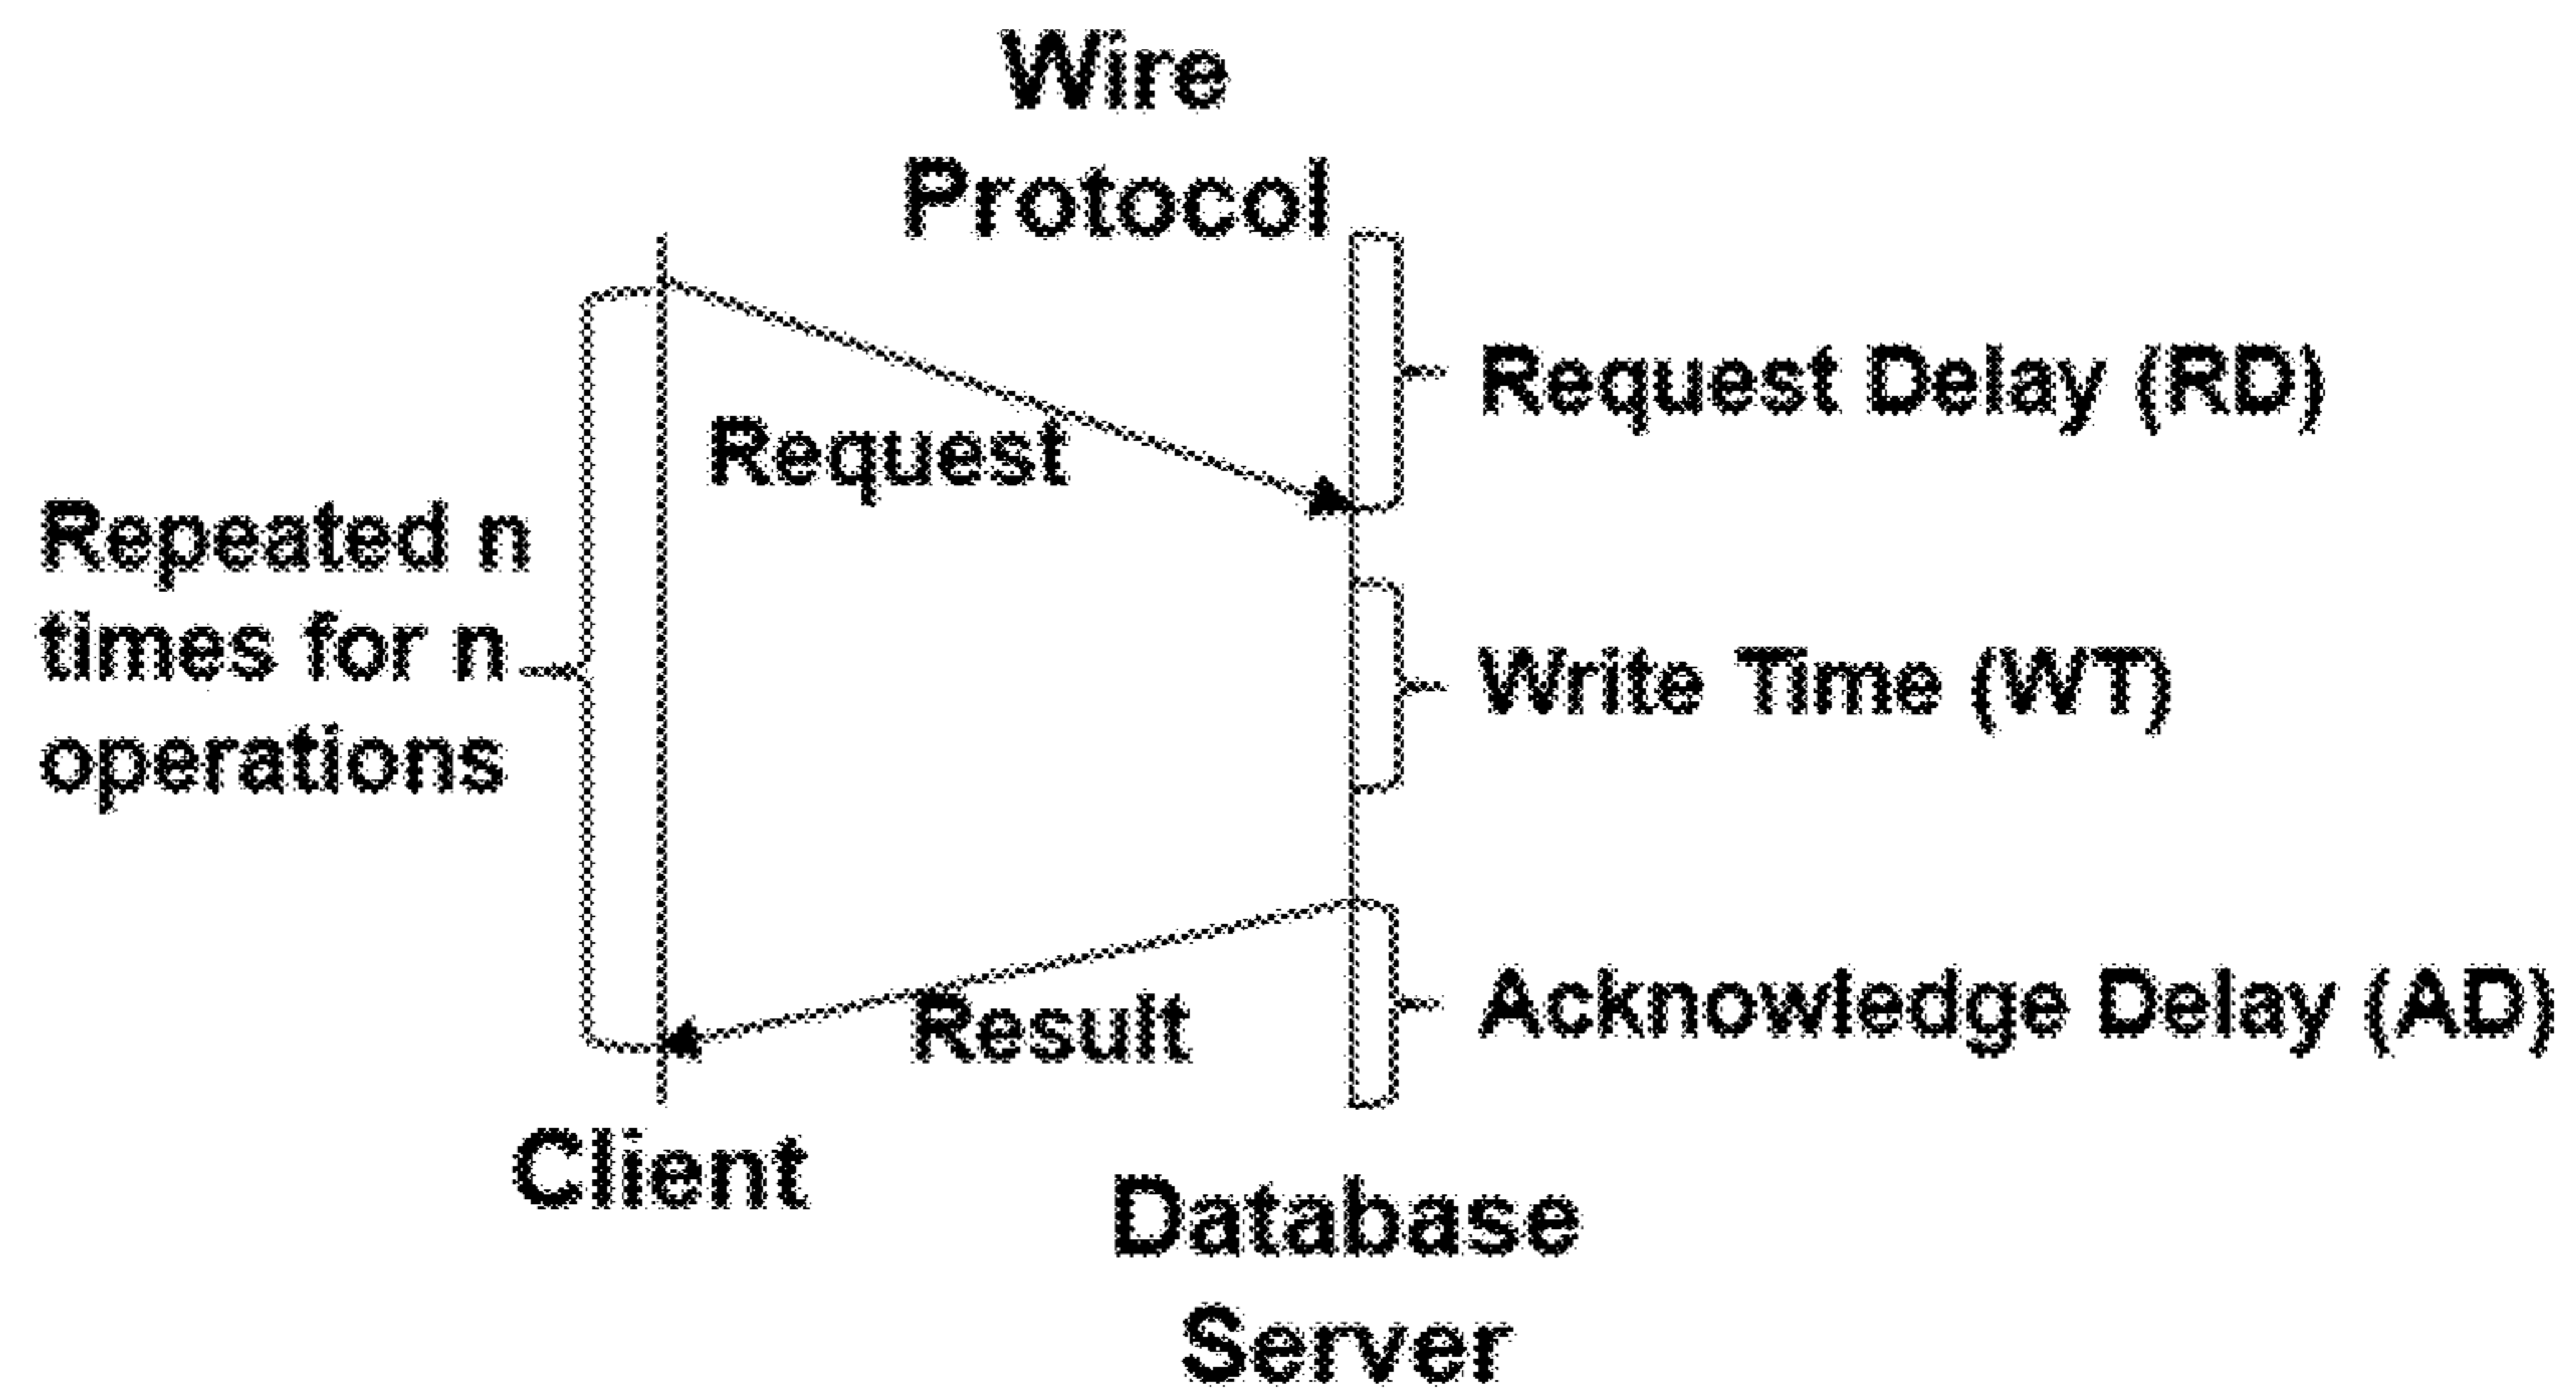 Wire
Protocol
Request Delay (RD)
Request
Repeated n
times for n
operations
Write Time (WT)
Acknowledge Delay (AD)
Result
Client
Database
Server